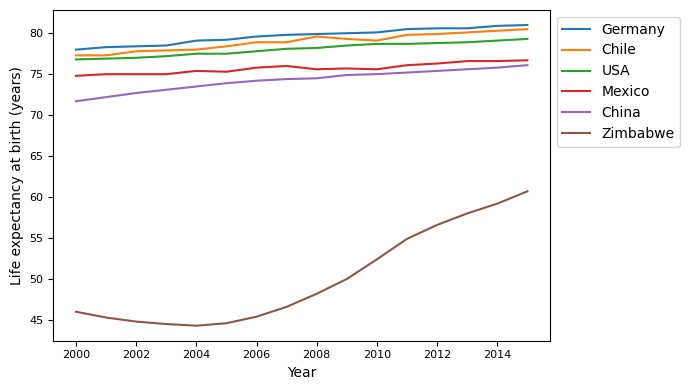 80
75
70
65
60
55
50
45
Life expectancy at birth (years)
2000
2002
2004
2006
2008
2010
2012
2014
Year
Germany
Chile
USA
Mexico
China
Zimbabwe